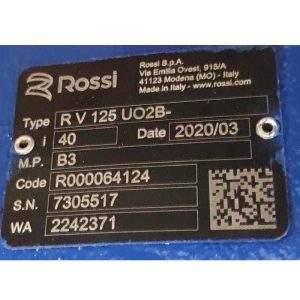 Rossi
Rossi S.p.A.
Via Emilia Ovest, 915/A
41123 Modena (MO) - Italy
Made in Italy - www.rossi.com
Type R V 125 UO2B-
i 40 Date 2020/03
M.P. B3
Code R000064124
S.N. 7305517
WA 2242371